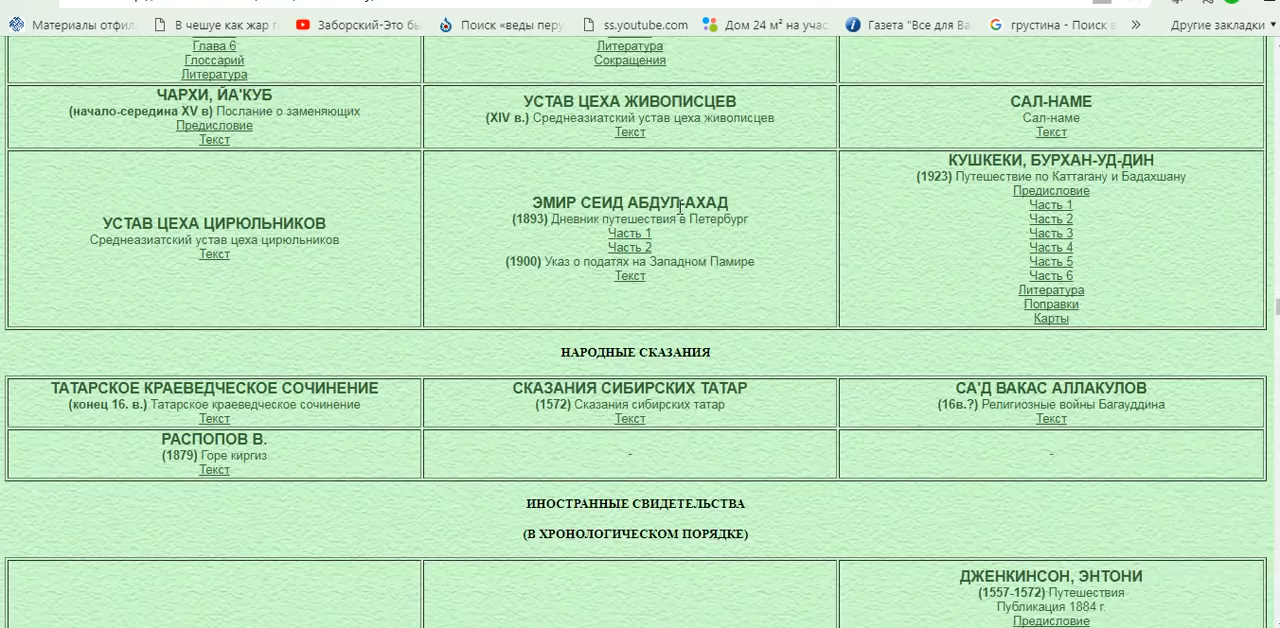 Материалы отфил
В чешуе как жар г
Заборский-Это бы
Поиск «веды перу
ss.youtube.com
Дом 24 м² на учас
Газета "Все для Ва
грустина - Поиск в
Другие закладки
Глава 6
Глоссарий
Литература
Литература
Сокращения
ЧАРХИ, ЙА'КУБ
(начало-середина XV в) Послание о заменяющих
Предисловие
Текст
УСТАВ ЦЕХА ЖИВОПИСЦЕВ
(XIV в.) Среднеазиатский устав цеха живописцев
Текст
САЛ-НАМЕ
Сал-наме
Текст
УСТАВ ЦЕХА ЦИРЮЛЬНИКОВ
Среднеазиатский устав цеха цирюльников
Текст
ЭМИР СЕИД АБДУЛ-АХАД
(1893) Дневник путешествия в Петербург
Часть 1
Часть 2
(1900) Указ о податях на Западном Памире
Текст
КУШКЕКИ, БУРХАН-УД-ДИН
(1923) Путешествие по Каттагану и Бадахшану
Предисловие
Часть 1
Часть 2
Часть 3
Часть 4
Часть 5
Часть 6
Литература
Поправки
Карты
НАРОДНЫЕ СКАЗАНИЯ
ТАТАРСКОЕ КРАЕВЕДЧЕСКОЕ СОЧИНЕНИЕ
(конец 16. в.) Татарское краеведческое сочинение
Текст
СКАЗАНИЯ СИБИРСКИХ ТАТАР
(1572) Сказания сибирских татар
Текст
СА'Д ВАКАС АЛЛАКУЛОВ
(16в.?) Религиозные войны Багауддина
Текст
РАСПОПОВ В.
(1879) Горе киргиз
Текст
-
-
ИНОСТРАННЫЕ СВИДЕТЕЛЬСТВА
(В ХРОНОЛОГИЧЕСКОМ ПОРЯДКЕ)
ДЖЕНКИНСОН, ЭНТОНИ
(1557-1572) Путешествия
Публикация 1884 г.
Предисловие